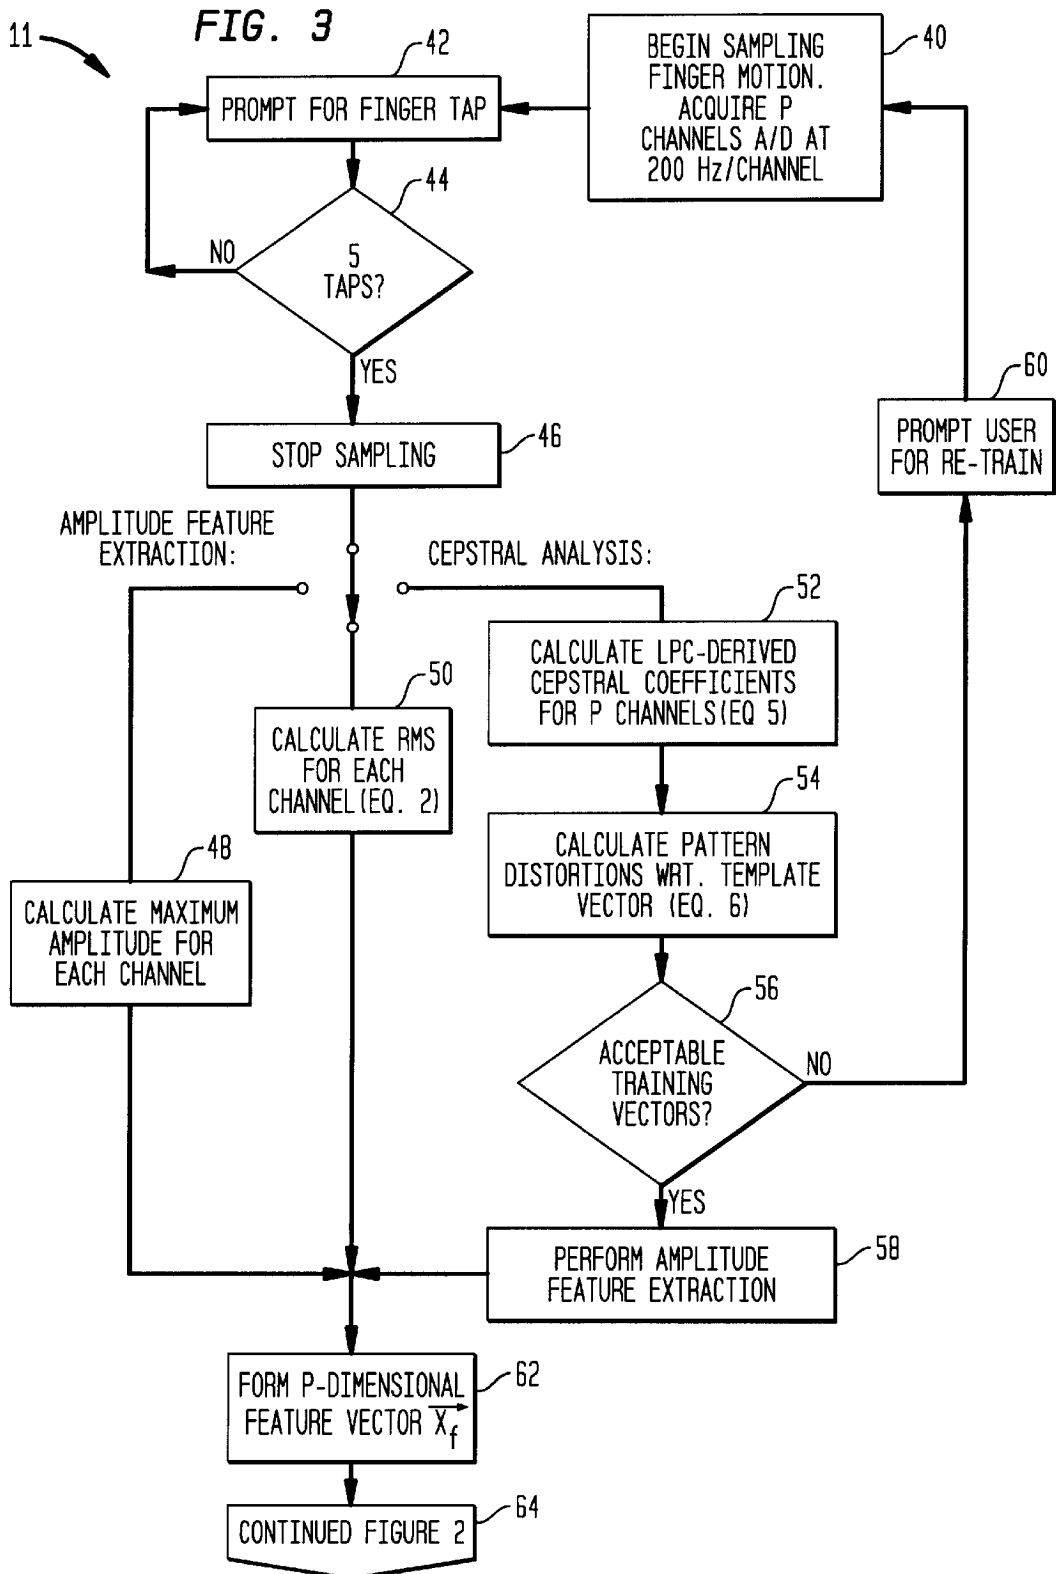 FIG. 3
11
42
PROMPT FOR FINGER TAP
40
BEGIN SAMPLING
FINGER MOTION.
ACQUIRE P
CHANNELS A/D AT
200 Hz/CHANNEL
44
5
TAPS?
NO
YES
46
STOP SAMPLING
60
PROMPT USER
FOR RE-TRAIN
AMPLITUDE FEATURE
EXTRACTION:
CEPSTRAL ANALYSIS:
52
CALCULATE LPC-DERIVED
CEPSTRAL COEFFICIENTS
FOR P CHANNELS(EQ 5)
50
CALCULATE RMS
FOR EACH
CHANNEL(EQ. 2)
54
CALCULATE PATTERN
DISTORTIONS WRT. TEMPLATE
VECTOR (EQ. 6)
48
CALCULATE MAXIMUM
AMPLITUDE FOR
EACH CHANNEL
56
ACCEPTABLE
TRAINING
VECTORS?
NO
YES
58
PERFORM AMPLITUDE
FEATURE EXTRACTION
62
FORM P-DIMENSIONAL
FEATURE VECTOR X_f
64
CONTINUED FIGURE 2